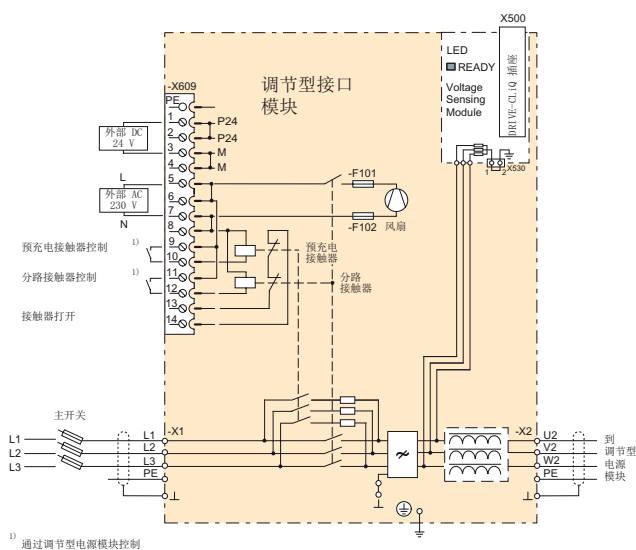 X500
LED
READY
Voltage
Sensing
Module
DRIVE-CLiQ 插座
X530
1 2
调节型接口
模块
-X609
PE
1
2
3
4
5
6
7
8
9
10
11
12
13
14
P24
P24
M
M
外部 DC
24 V
L
外部 AC
230 V
N
-F101
-F102
风扇
预充电接触器控制 1)
分路接触器控制 1)
接触器打开
预充电
接触器
分路
接触器
主开关
-X1
-X2
L1
L2
L3
L1
L2
L3
PE
U2
V2
W2
PE
到
调节型
电源
模块
1) 通过调节型电源模块控制